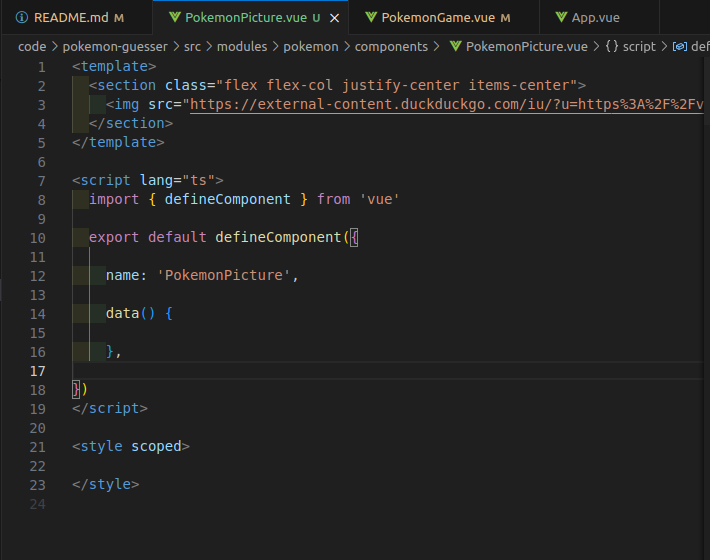 README.md M PokemonPicture.vue U × PokemonGame.vue M App.vue
code > pokemon-guesser > src > modules > pokemon > components > PokemonPicture.vue > {} script > def
1 <template>
2 <section class="flex flex-col justify-center items-center">
3 <img src="https://external-content.duckduckgo.com/iu/?u=https%3A%2F%2Fv
4 </section>
5 </template>
6
7 <script lang="ts">
8 import { defineComponent } from 'vue'
9
10 export default defineComponent({
11
12 name: 'PokemonPicture',
13
14 data() {
15
16 },
17
18 })
19 </script>
20
21 <style scoped>
22
23 </style>
24